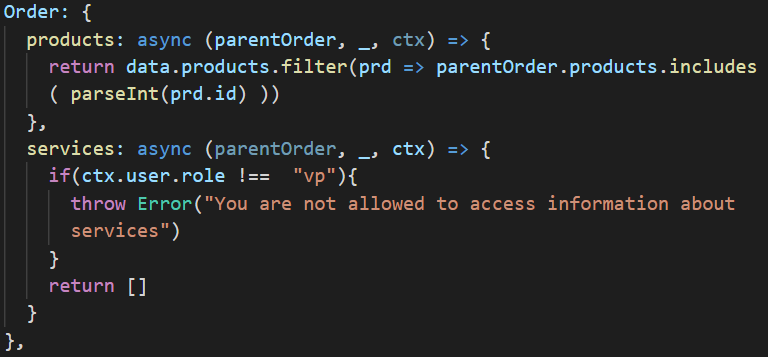 Order: {
products: async (parentOrder, _, ctx) => {
return data.products.filter(prd => parentOrder.products.includes
( parseInt(prd.id) ))
},
services: async (parentOrder, _, ctx) => {
if(ctx.user.role !==  "vp"){
throw Error("You are not allowed to access information about
services")
}
return []
}
},